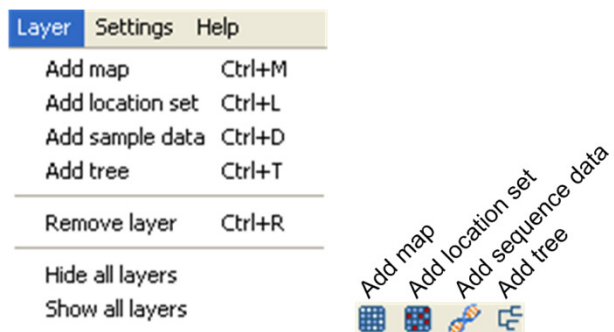 Layer Settings Help
Add map Ctrl+M
Add location set Ctrl+L
Add sample data Ctrl+D
Add tree Ctrl+T
Remove layer Ctrl+R
Hide all layers
Show all layers
Add map
Add location set
Add sequence data
Add tree